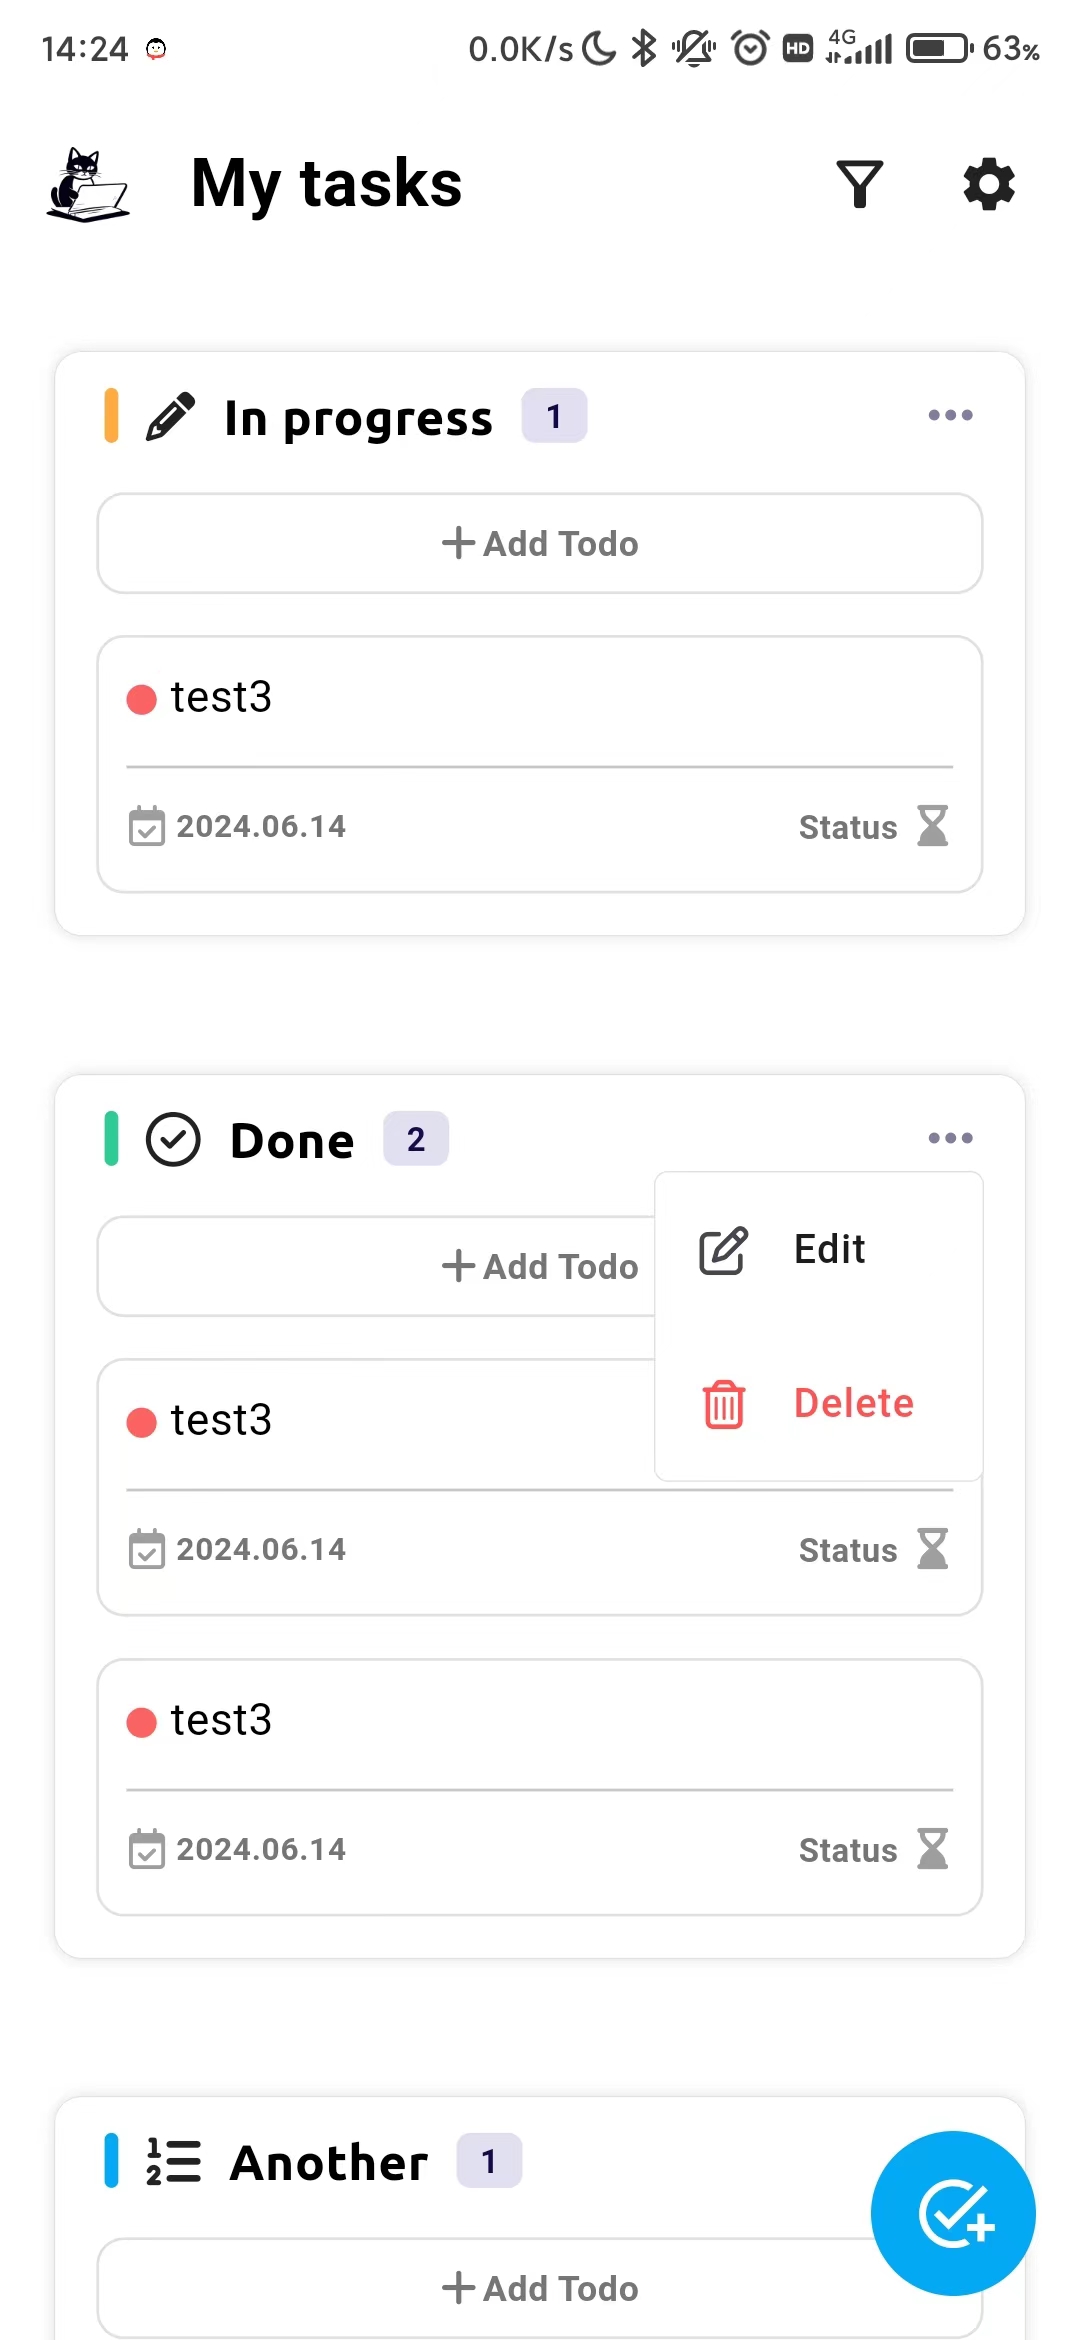 14:24
0.0K/s HD 4G 63%
My tasks
In progress 1
+ Add Todo
test3
2024.06.14 Status
Done 2
+ Add Todo
Edit
Delete
test3
2024.06.14 Status
test3
2024.06.14 Status
Another 1
+ Add Todo